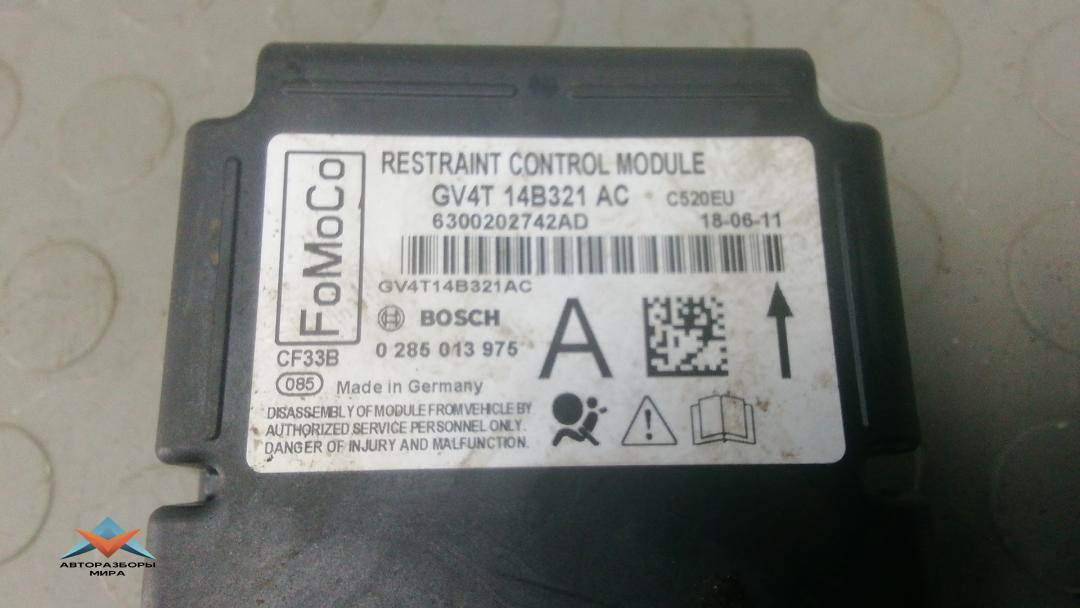 FoMoCo
RESTRAINT CONTROL MODULE
GV4T 14B321 AC C520EU
6300202742AD 18-06-11
GV4T14B321AC
BOSCH
A
0 285 013 975
CF33B
085 Made in Germany
DISASSEMBLY OF MODULE FROM VEHICLE BY
AUTHORIZED SERVICE PERSONNEL ONLY.
DANGER OF INJURY AND MALFUNCTION.
АВТОРАЗБОРЫ
МИРА